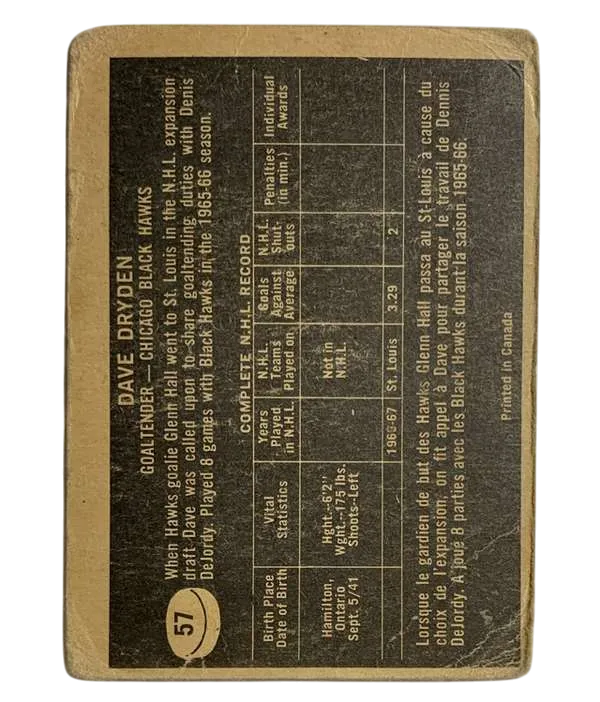 57
DAVE DRYDEN
GOALTENDER — CHICAGO BLACK HAWKS
When Hawks goalie Glenn Hall went to St. Louis in the N.H.L. expansion
draft Dave was called upon to share goaltending duties with Denis
DeJordy. Played 8 games with Black Hawks in the 1965-66 season.
COMPLETE N.H.L. RECORD
Birth Place Date of Birth | Vital Statistics | Years Played in N.H.L. | N.H.L. Teams Played on | Goals Against Average | N.H.L. Shut-outs | Penalties (in min.) | Individual Awards
Hamilton, Ontario Sept. 5/41 | Hght.--6'2" Wght.--175 lbs. Shoots--Left | Not in N.H.L.
1966-67 | St. Louis | 3.29 | 2
Lorsque le gardien de but des Hawks Glenn Hall passa au St-Louis à cause du
choix de l'expansion, on fit appel à Dave pour partager le travail de Dennis
DeJordy. A joué 8 parties avec les Black Hawks durant la saison 1965-66.
Printed in Canada